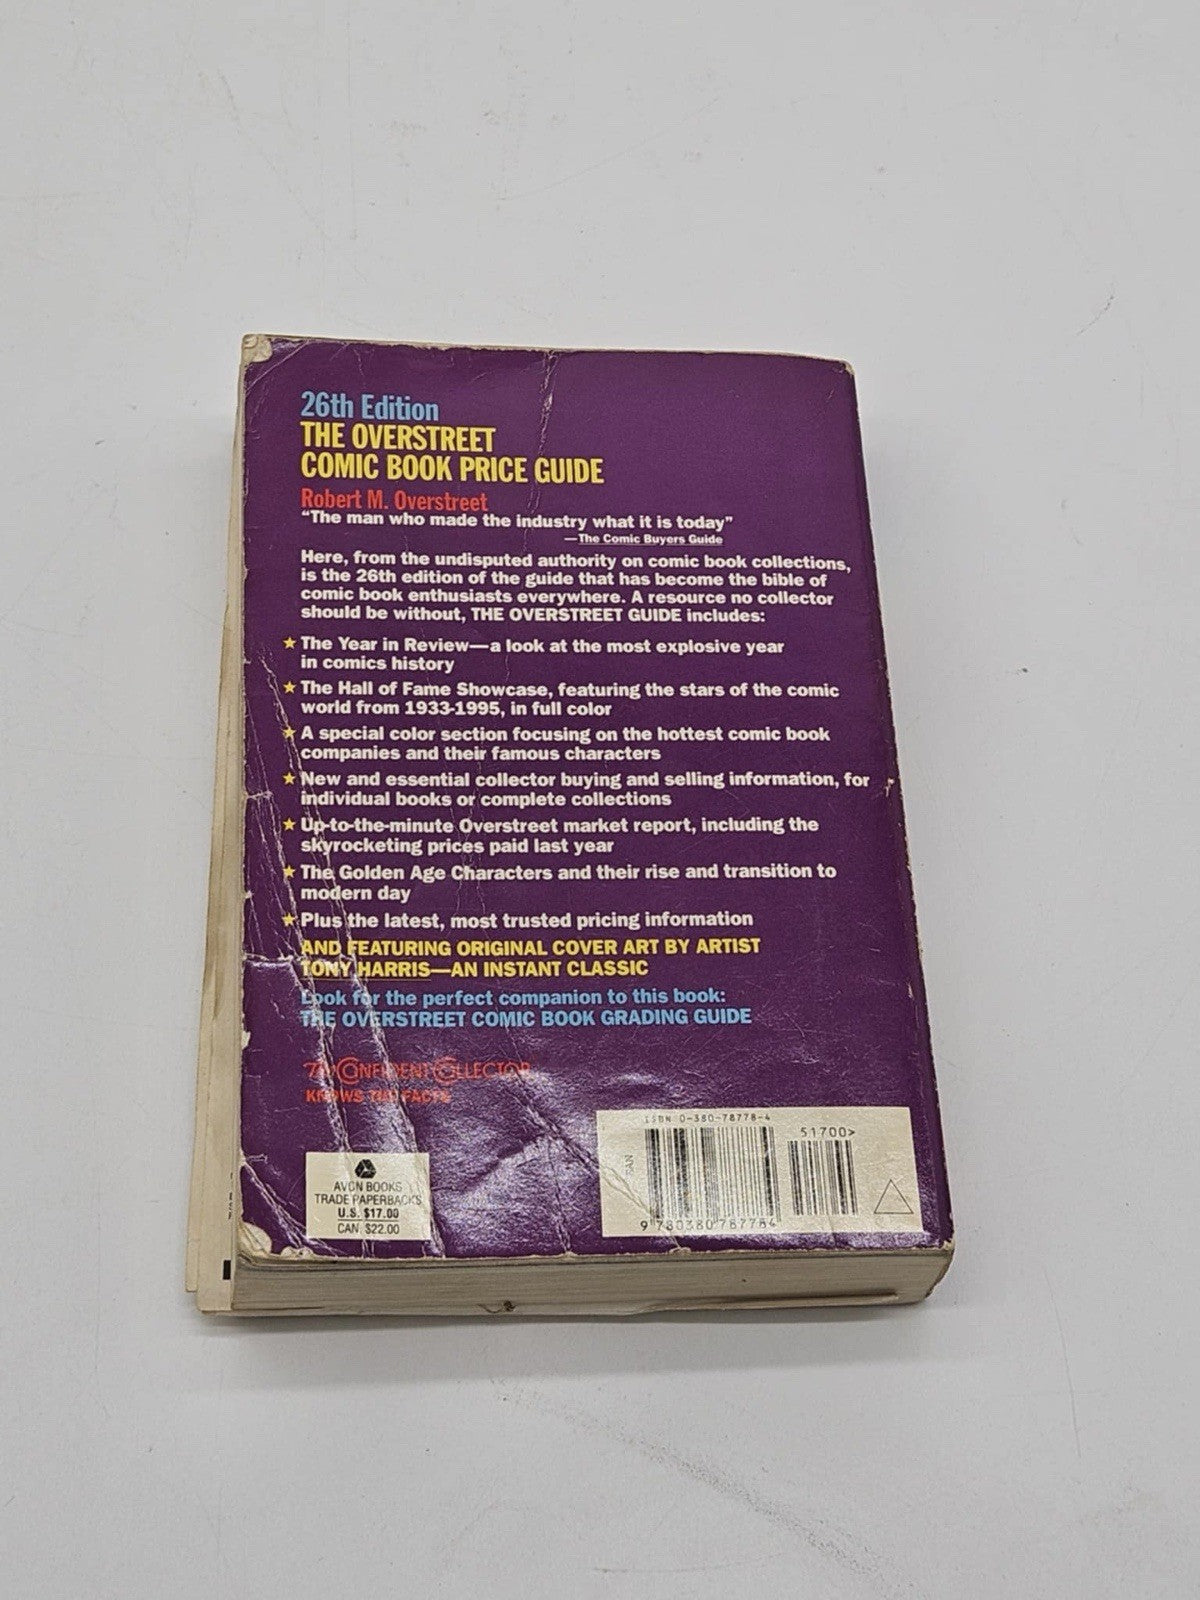 26th Edition
THE OVERSTREET
COMIC BOOK PRICE GUIDE
Robert M. Overstreet
"The man who made the industry what it is today"
—The Comic Buyers Guide
Here, from the undisputed authority on comic book collections,
is the 26th edition of the guide that has become the bible of
comic book enthusiasts everywhere. A resource no collector
should be without, THE OVERSTREET GUIDE includes:
★ The Year in Review—a look at the most explosive year
in comics history
★ The Hall of Fame Showcase, featuring the stars of the comic
world from 1933-1995, in full color
★ A special color section focusing on the hottest comic book
companies and their famous characters
★ New and essential collector buying and selling information, for
individual books or complete collections
★ Up-to-the-minute Overstreet market report, including the
skyrocketing prices paid last year
★ The Golden Age Characters and their rise and transition to
modern day
★ Plus the latest, most trusted pricing information
AND FEATURING ORIGINAL COVER ART BY ARTIST
TONY HARRIS—AN INSTANT CLASSIC
Look for the perfect companion to this book:
THE OVERSTREET COMIC BOOK GRADING GUIDE
The CONFIDENT COLLECTOR
KNOWS THE FACTS
AVON BOOKS
TRADE PAPERBACKS
U.S. $17.00
CAN. $22.00
ISBN 0-380-78778-4
51700>
EAN
9 780380 787784